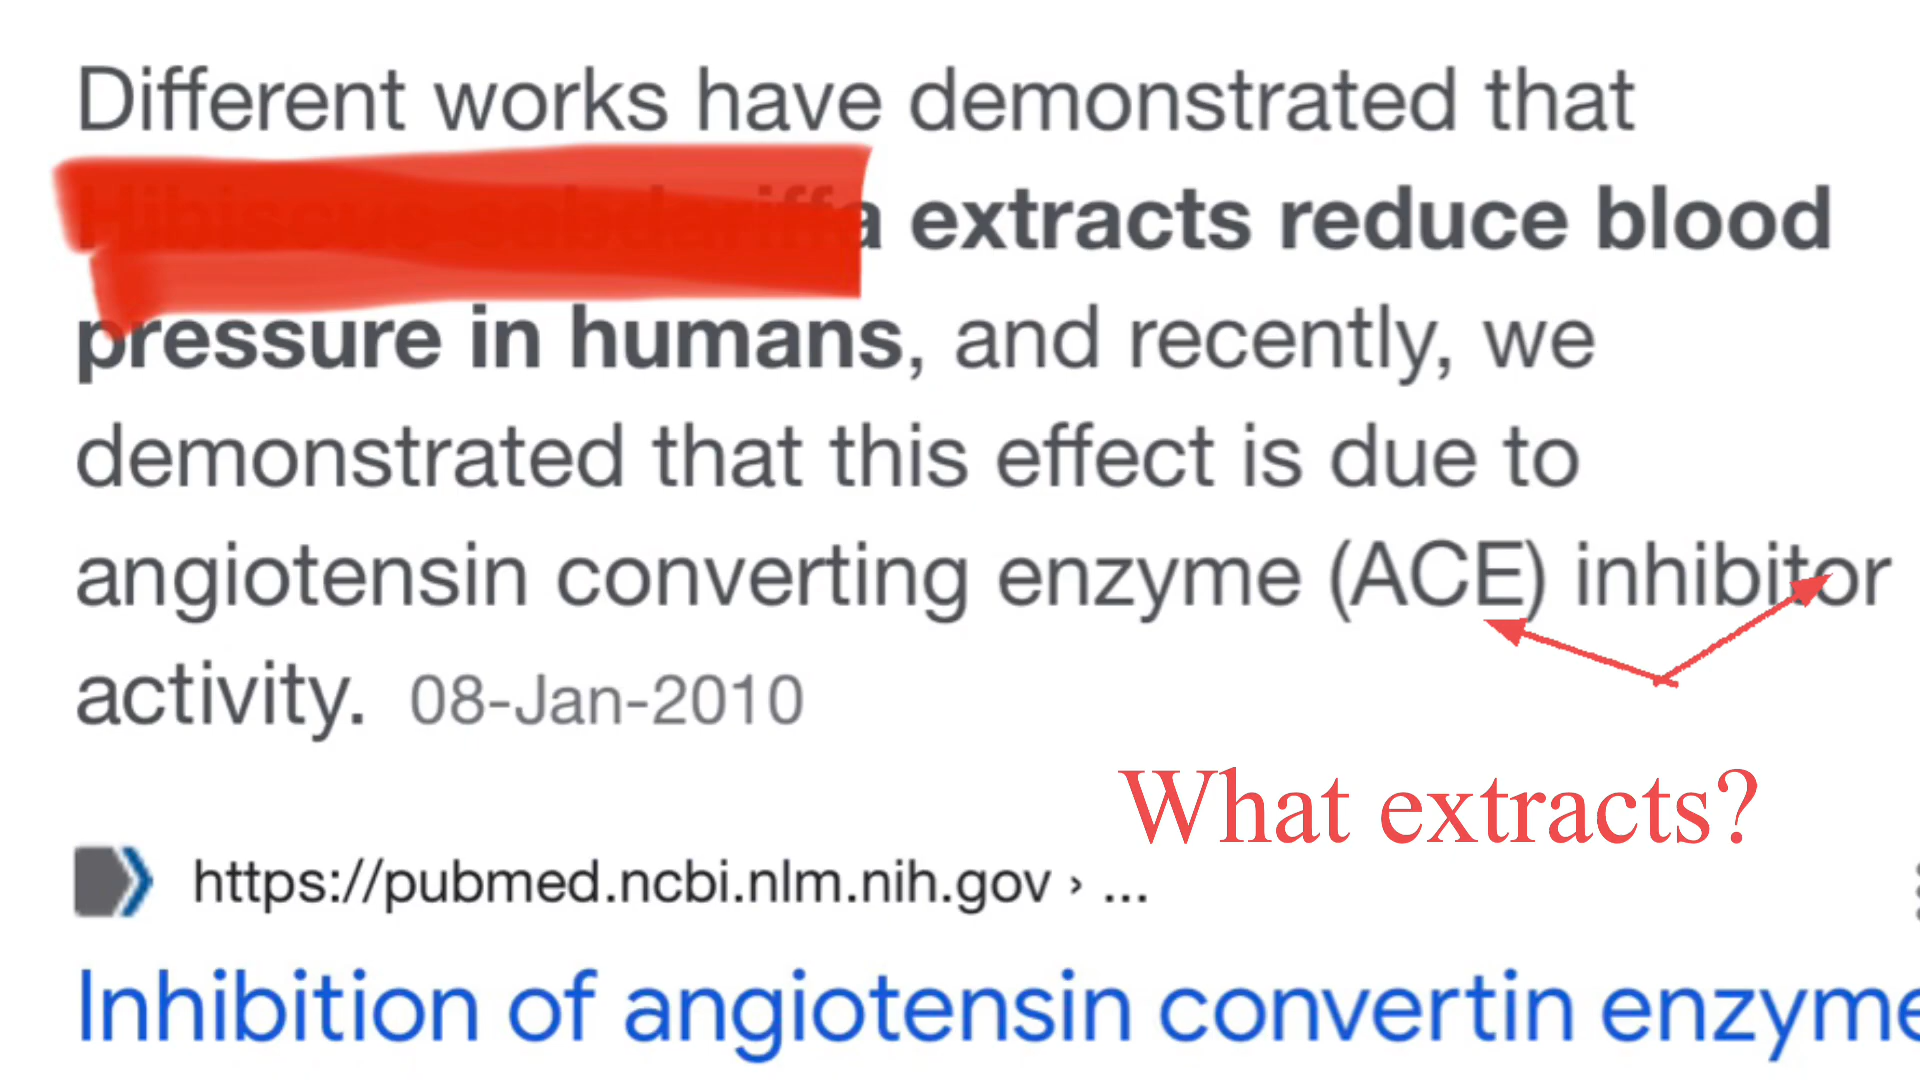 Different works have demonstrated that
Hibiscus sabdariffa extracts reduce blood
pressure in humans, and recently, we
demonstrated that this effect is due to
angiotensin converting enzyme (ACE) inhibitor
activity. 08-Jan-2010
What extracts?
https://pubmed.ncbi.nlm.nih.gov › ...
Inhibition of angiotensin convertin enzyme